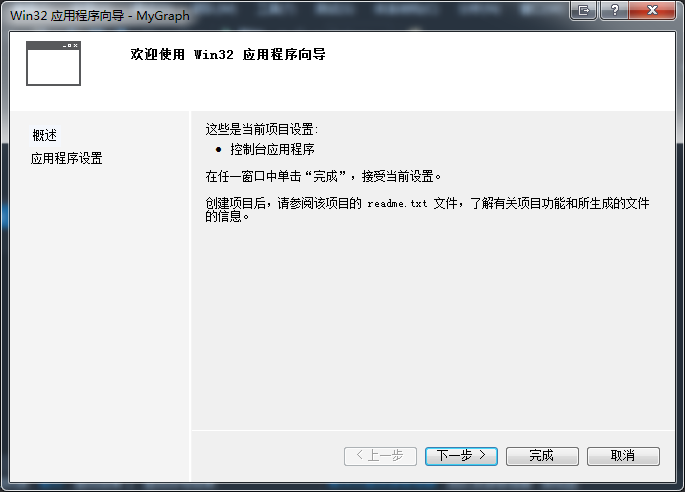 Win32 应用程序向导 - MyGraph
欢迎使用 Win32 应用程序向导
概述
应用程序设置
这些是当前项目设置:
• 控制台应用程序
在任一窗口中单击“完成”，接受当前设置。
创建项目后，请参阅该项目的 readme.txt 文件，了解有关项目功能和所生成的文件
的信息。
< 上一步
下一步 >
完成
取消